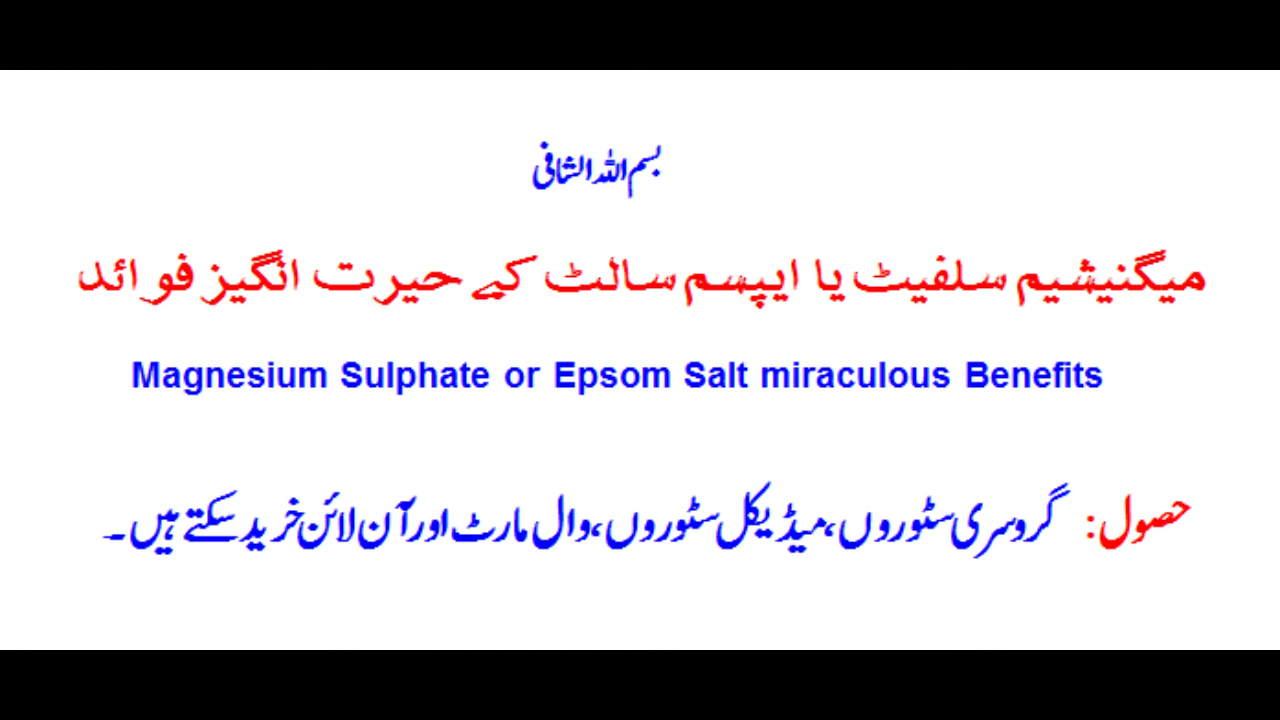 بسم اللہ الشافی
میگنیشیم سلفیٹ یا ایپسم سالٹ کے حیرت انگیز فوائد
Magnesium Sulphate or Epsom Salt miraculous Benefits
حصول: گروسری سٹوروں، میڈیکل سٹوروں، وال مارٹ اور آن لائن خرید سکتے ہیں۔